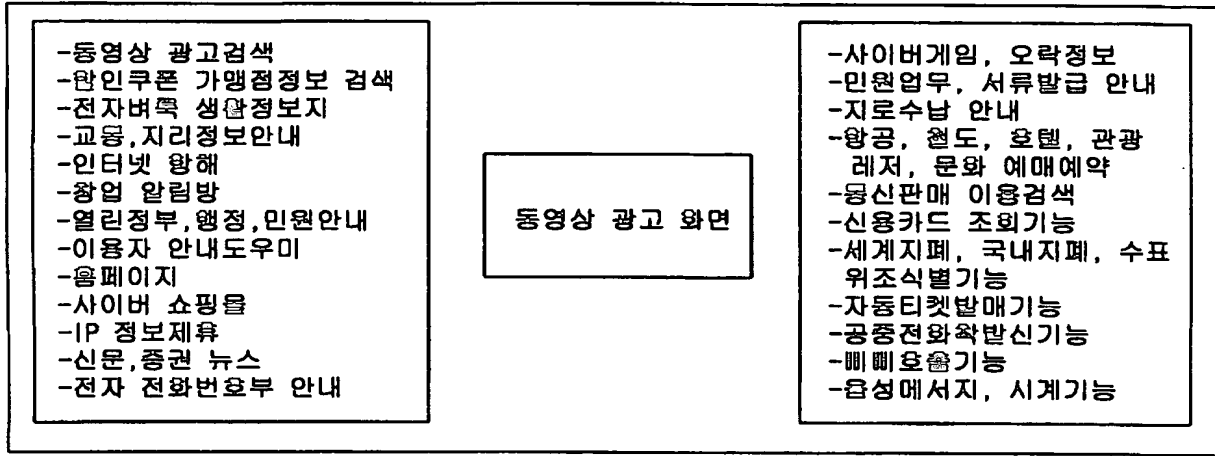 -동영상 광고검색
-할인쿠폰 가맹점정보 검색
-전자벼룩 생활정보지
-교통,지리정보안내
-인터넷 항해
-창업 알림방
-열린정부,행정,민원안내
-이용자 안내도우미
-홈페이지
-사이버 쇼핑몰
-IP 정보제휴
-신문,증권 뉴스
-전자 전화번호부 안내
동영상 광고 화면
-사이버게임, 오락정보
-민원업무, 서류발급 안내
-지로수납 안내
-항공, 철도, 호텔, 관광
레저, 문화 예매예약
-통신판매 이용검색
-신용카드 조회기능
-세계지폐, 국내지폐, 수표
위조식별기능
-자동티켓발매기능
-공중전화착발신기능
-삐삐호출기능
-음성메서지, 시계기능